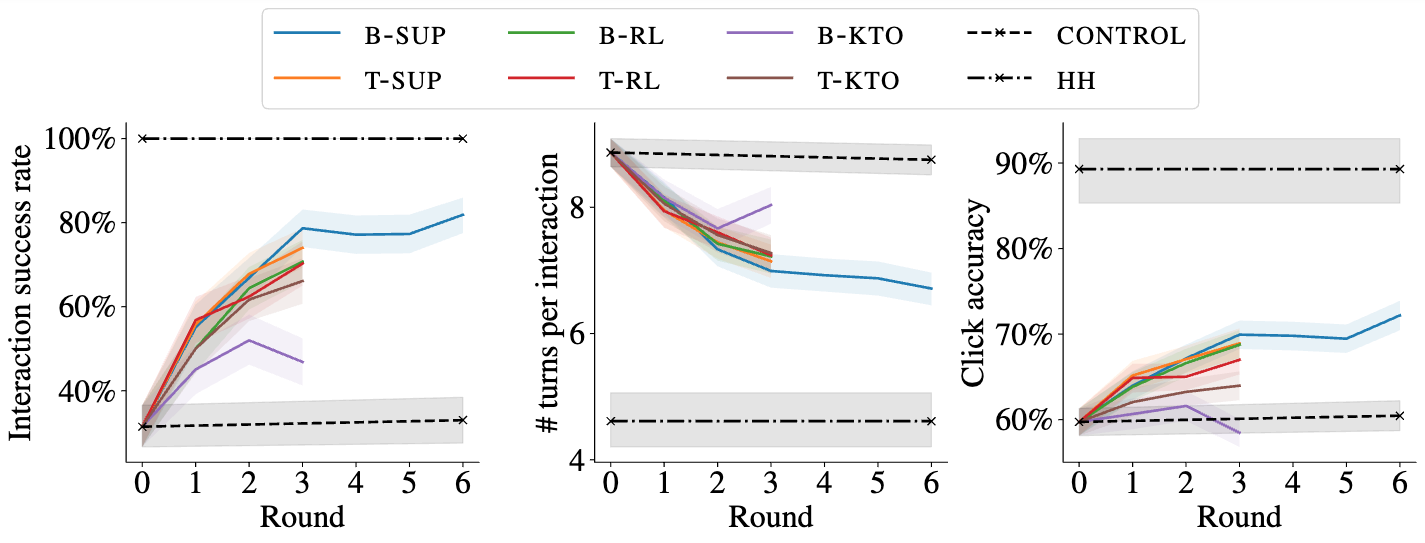 B-SUP B-RL B-KTO CONTROL
T-SUP T-RL T-KTO HH
Interaction success rate
100%
80%
60%
40%
0 1 2 3 4 5 6
Round
# turns per interaction
8
6
4
0 1 2 3 4 5 6
Round
Click accuracy
90%
80%
70%
60%
0 1 2 3 4 5 6
Round